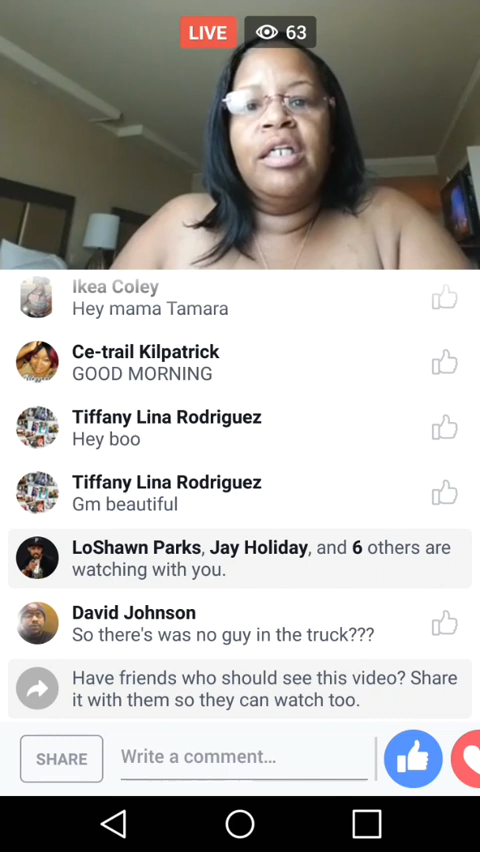 LIVE 63
Ikea Coley
Hey mama Tamara
Ce-trail Kilpatrick
GOOD MORNING
Tiffany Lina Rodriguez
Hey boo
Tiffany Lina Rodriguez
Gm beautiful
LoShawn Parks, Jay Holiday, and 6 others are
watching with you.
David Johnson
So there's was no guy in the truck???
Have friends who should see this video? Share
it with them so they can watch too.
SHARE Write a comment...